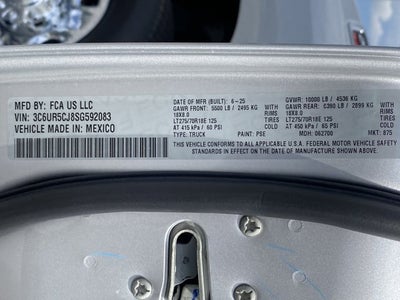 MFD BY: FCA US LLC
VIN: 3C6UR5CJ8SG592083
VEHICLE MADE IN: MEXICO
DATE OF MFR (BUILT): 6-25
GAWR FRONT: 5500 LB / 2495 KG
18X8.0 RIMS
LT275/70R18E 125 TIRES
AT 415 kPa / 60 PSI COLD
TYPE: TRUCK PAINT: PSE
GVWR: 10000 LB / 4536 KG
GAWR REAR: 6390 LB / 2899 KG
18X8.0 RIMS
LT275/70R18E 125 TIRES
AT 450 kPa / 65 PSI COLD
MDH: 062700 MKT: 875
THIS VEHICLE CONFORMS TO ALL APPLICABLE U.S.A. FEDERAL MOTOR VEHICLE SAFETY
STANDARDS IN EFFECT ON THE DATE OF MANUFACTURE SHOWN ABOVE.